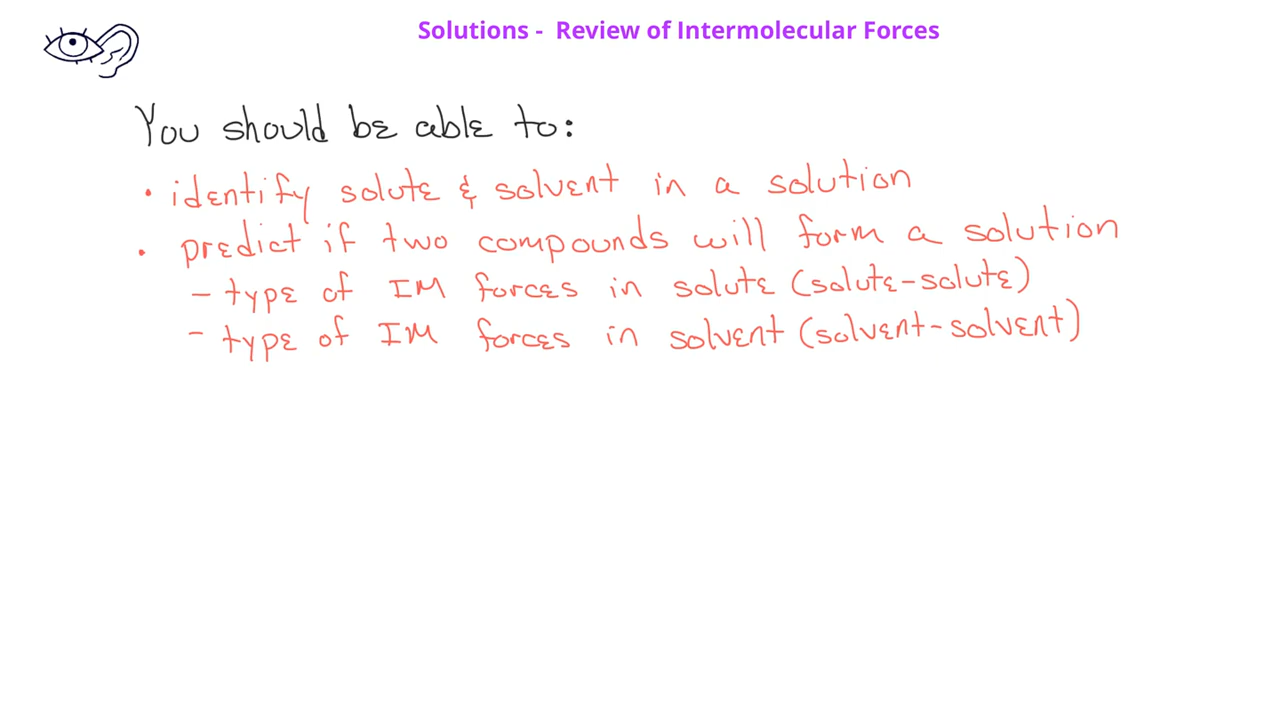 Solutions - Review of Intermolecular Forces
You should be able to:
• identify solute & solvent in a solution
• predict if two compounds will form a solution
- type of IM forces in solute (solute-solute)
- type of IM forces in solvent (solvent-solvent)